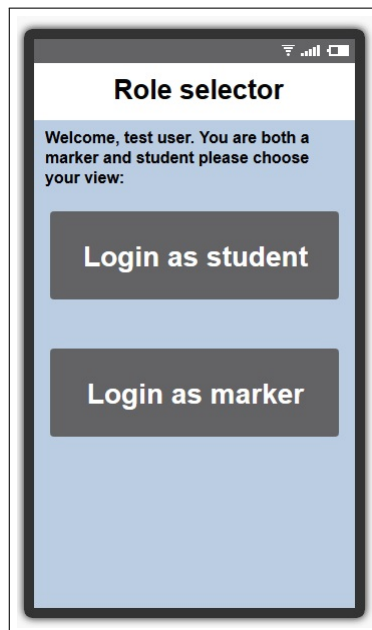 Role selector
Welcome, test user. You are both a
marker and student please choose
your view:
Login as student
Login as marker